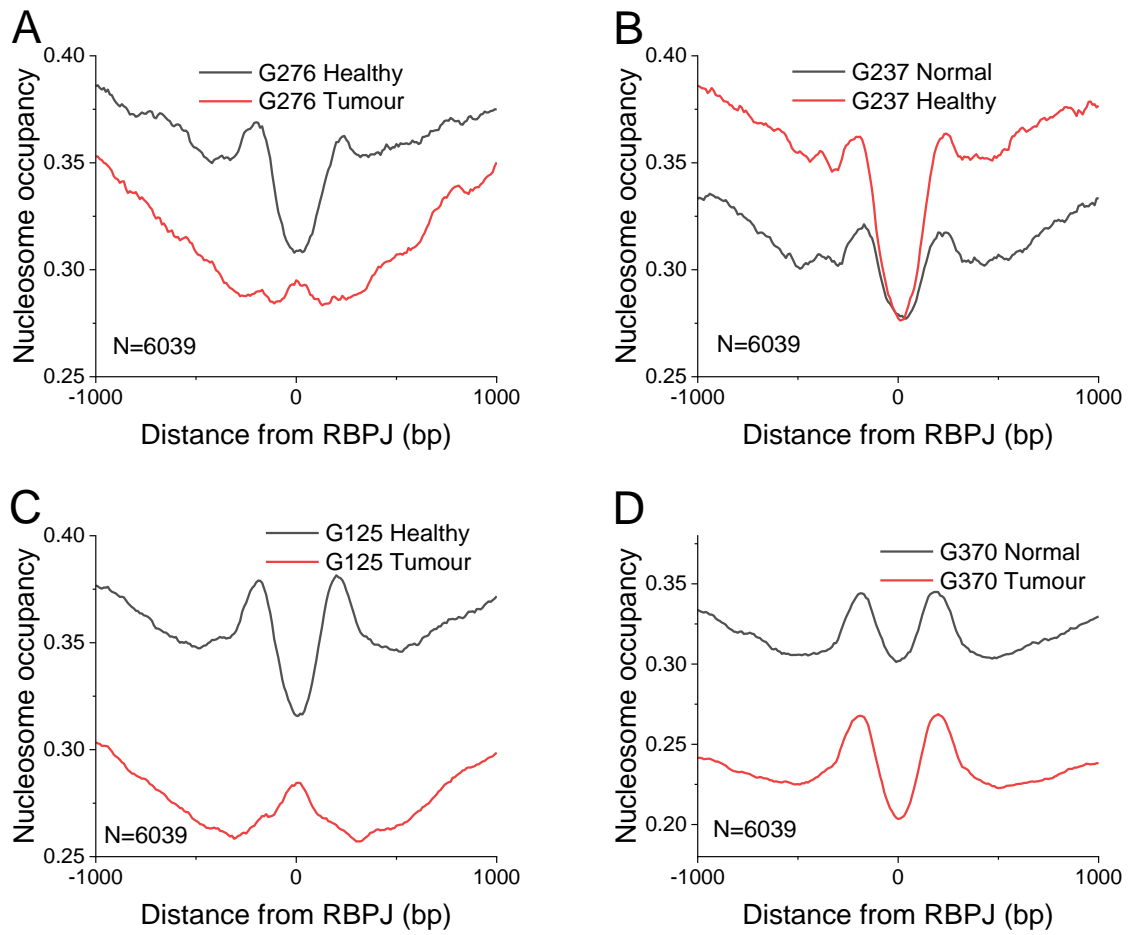 A
G276 Healthy
G276 Tumour
0.40
0.35
0.30
0.25
Nucleosome occupancy
N=6039
-1000
0
1000
Distance from RBPJ (bp)
B
G237 Normal
G237 Healthy
0.40
0.35
0.30
0.25
Nucleosome occupancy
N=6039
-1000
0
1000
Distance from RBPJ (bp)
C
G125 Healthy
G125 Tumour
0.40
0.35
0.30
0.25
Nucleosome occupancy
N=6039
-1000
0
1000
Distance from RBPJ (bp)
D
G370 Normal
G370 Tumour
0.35
0.30
0.25
0.20
Nucleosome occupancy
N=6039
-1000
0
1000
Distance from RBPJ (bp)